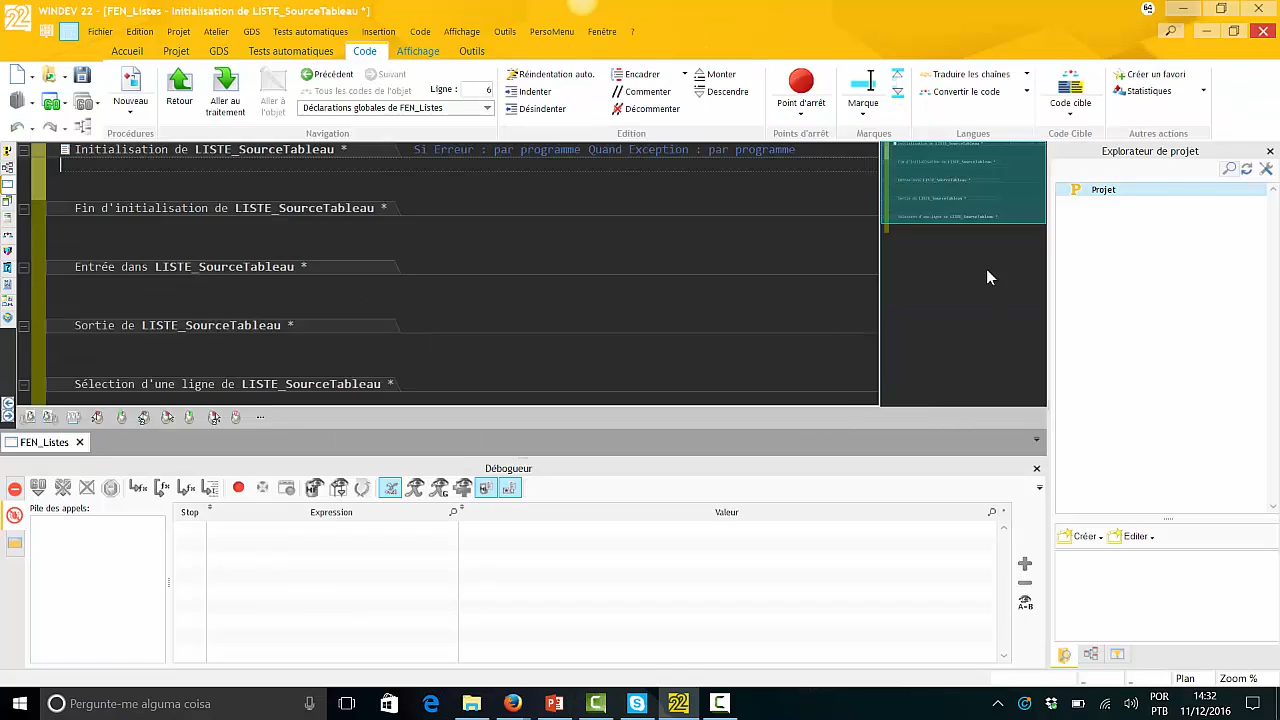 WINDEV 22 - [FEN_Listes - Initialisation de LISTE_SourceTableau *]
64
Fichier Edition Projet Atelier GDS Tests automatiques Insertion Code Affichage Outils PersoMenu Fenêtre ?
Accueil Projet GDS Tests automatiques Code Affichage Outils
Précédent Suivant
Tous les codes
Ligne : 6
Déclarations globales de FEN_Listes
Nouveau
Retour
Aller au traitement
Aller à l'objet
Réindentation auto.
Indenter
Désindenter
Encadrer
Commenter
Décommenter
Monter
Descendre
Point d'arrêt
Marque
Traduire les chaînes
Convertir le code
Code cible
Créer un favori
Statistiques
Procédures Navigation Edition Points d'arrêt Marques Langues Code Cible Autres actions
Initialisation de LISTE_SourceTableau * Si Erreur : par programme Quand Exception : par programme
Fin d'initialisation de LISTE_SourceTableau *
Entrée dans LISTE_SourceTableau *
Sortie de LISTE_SourceTableau *
Sélection d'une ligne de LISTE_SourceTableau *
Explorateur de projet
Projet
FEN_Listes
Débogueur
Pile des appels:
Stop Expression Valeur
A=B
Créer Editer
Plan Zoom %
Pergunte-me alguma coisa
22
POR
PTB
14:32
11/12/2016